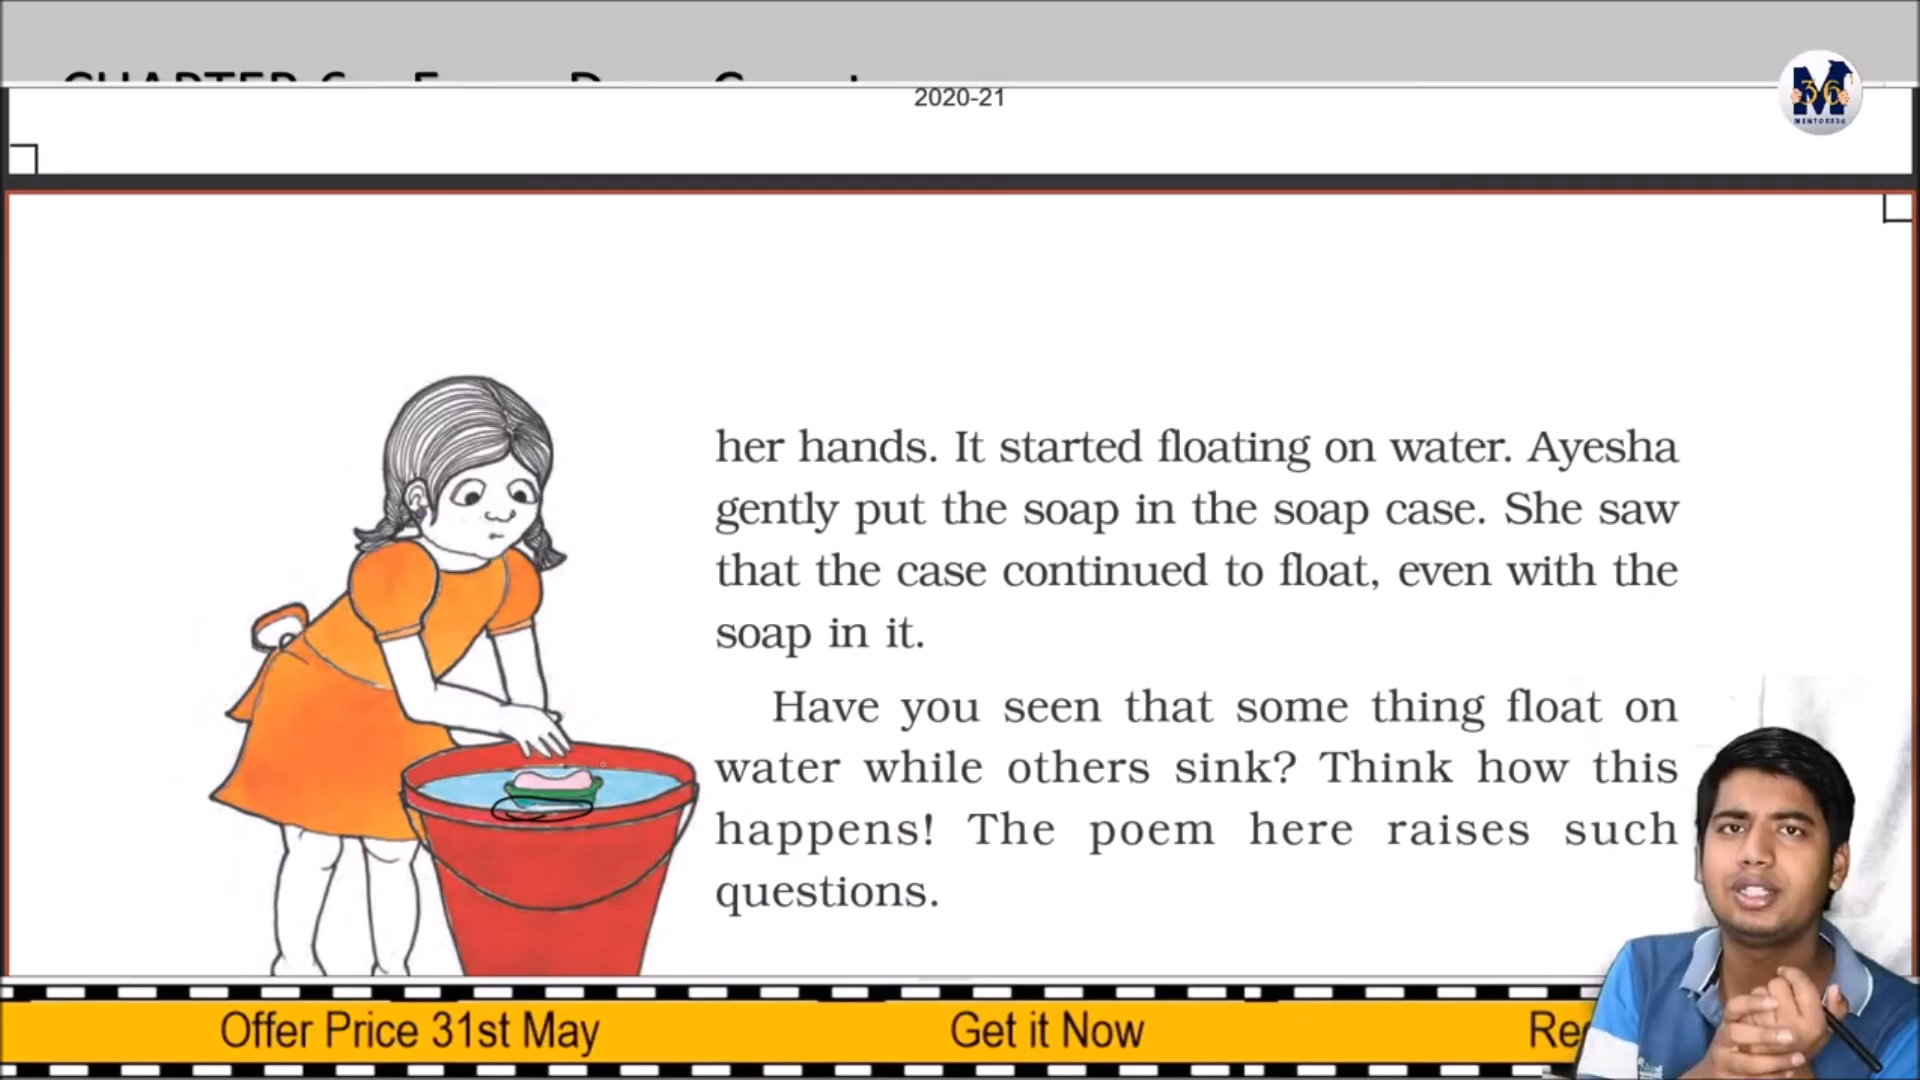 2020-21
M
36
MENTORS36
her hands. It started floating on water. Ayesha
gently put the soap in the soap case. She saw
that the case continued to float, even with the
soap in it.
Have you seen that some thing float on
water while others sink? Think how this
happens! The poem here raises such
questions.
Offer Price 31st May
Get it Now